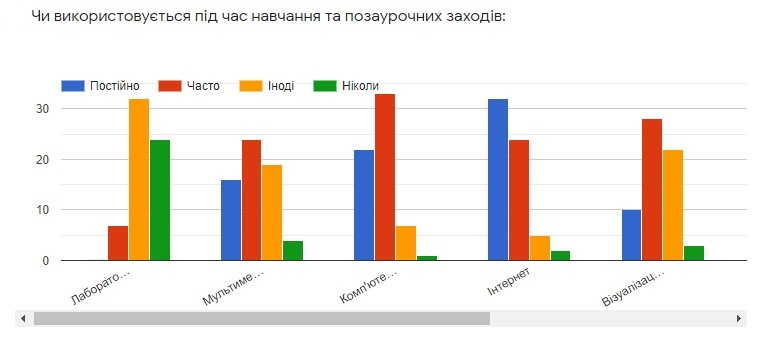 Чи використовується під час навчання та позаурочних заходів:
Постійно Часто Іноді Ніколи
30
20
10
0
Лаборато... Мультиме... Комп'юте... Інтернет Візуалізац...